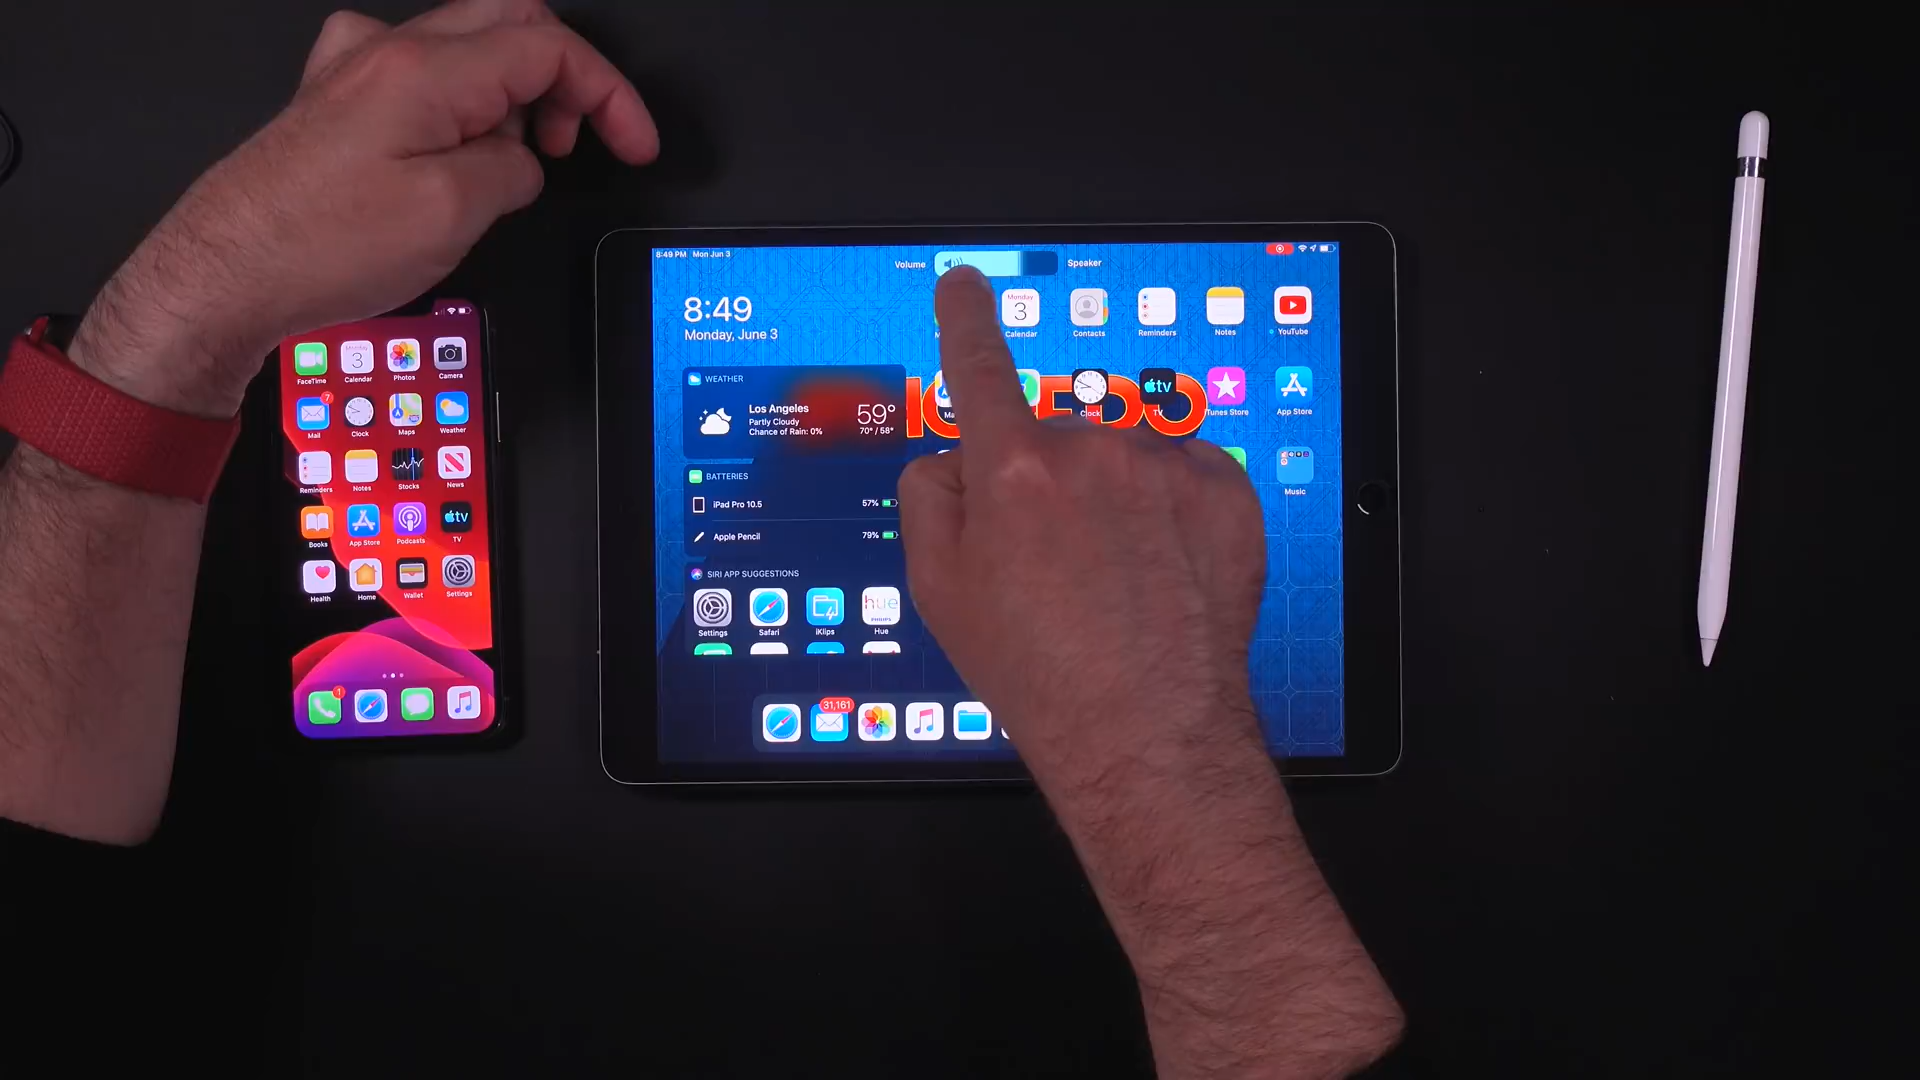 8:49 PM Mon Jun 3
Volume
Speaker
8:49
Monday, June 3
WEATHER
Los Angeles
Partly Cloudy
Chance of Rain: 0%
59°
70° / 58°
BATTERIES
iPad Pro 10.5
57%
Apple Pencil
79%
SIRI APP SUGGESTIONS
Settings
Safari
iKlips
hue
PHILIPS
Hue
Monday
3
Calendar
Contacts
Reminders
Notes
YouTube
Clock
tv
TV
iTunes Store
App Store
Music
31,161
FaceTime
3
Calendar
Photos
Camera
7
Mail
Clock
Maps
Weather
Reminders
Notes
Stocks
News
Books
App Store
Podcasts
tv
TV
Health
Home
Wallet
Settings
1